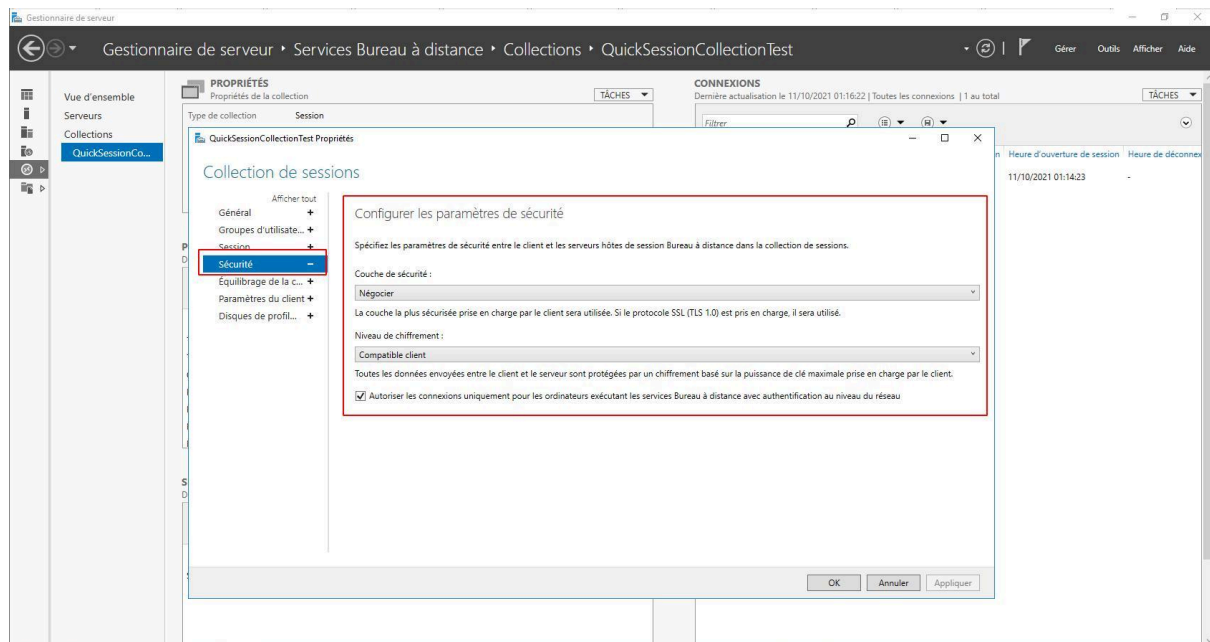 Gestionnaire de serveur
Gestionnaire de serveur ‣ Services Bureau à distance ‣ Collections ‣ QuickSessionCollectionTest
Gérer Outils Afficher Aide
Vue d'ensemble
Serveurs
Collections
QuickSessionCo...
PROPRIÉTÉS
Propriétés de la collection
TÂCHES
Type de collection Session
CONNEXIONS
Dernière actualisation le 11/10/2021 01:16:22 | Toutes les connexions | 1 au total
TÂCHES
Filtrer
Heure d'ouverture de session Heure de déconnex
11/10/2021 01:14:23 -
QuickSessionCollectionTest Propriétés
Collection de sessions
Afficher tout
Général +
Groupes d'utilisate... +
Session +
Sécurité –
Équilibrage de la c... +
Paramètres du client +
Disques de profil... +
Configurer les paramètres de sécurité
Spécifiez les paramètres de sécurité entre le client et les serveurs hôtes de session Bureau à distance dans la collection de sessions.
Couche de sécurité :
Négocier
La couche la plus sécurisée prise en charge par le client sera utilisée. Si le protocole SSL (TLS 1.0) est pris en charge, il sera utilisé.
Niveau de chiffrement :
Compatible client
Toutes les données envoyées entre le client et le serveur sont protégées par un chiffrement basé sur la puissance de clé maximale prise en charge par le client.
Autoriser les connexions uniquement pour les ordinateurs exécutant les services Bureau à distance avec authentification au niveau du réseau
OK Annuler Appliquer